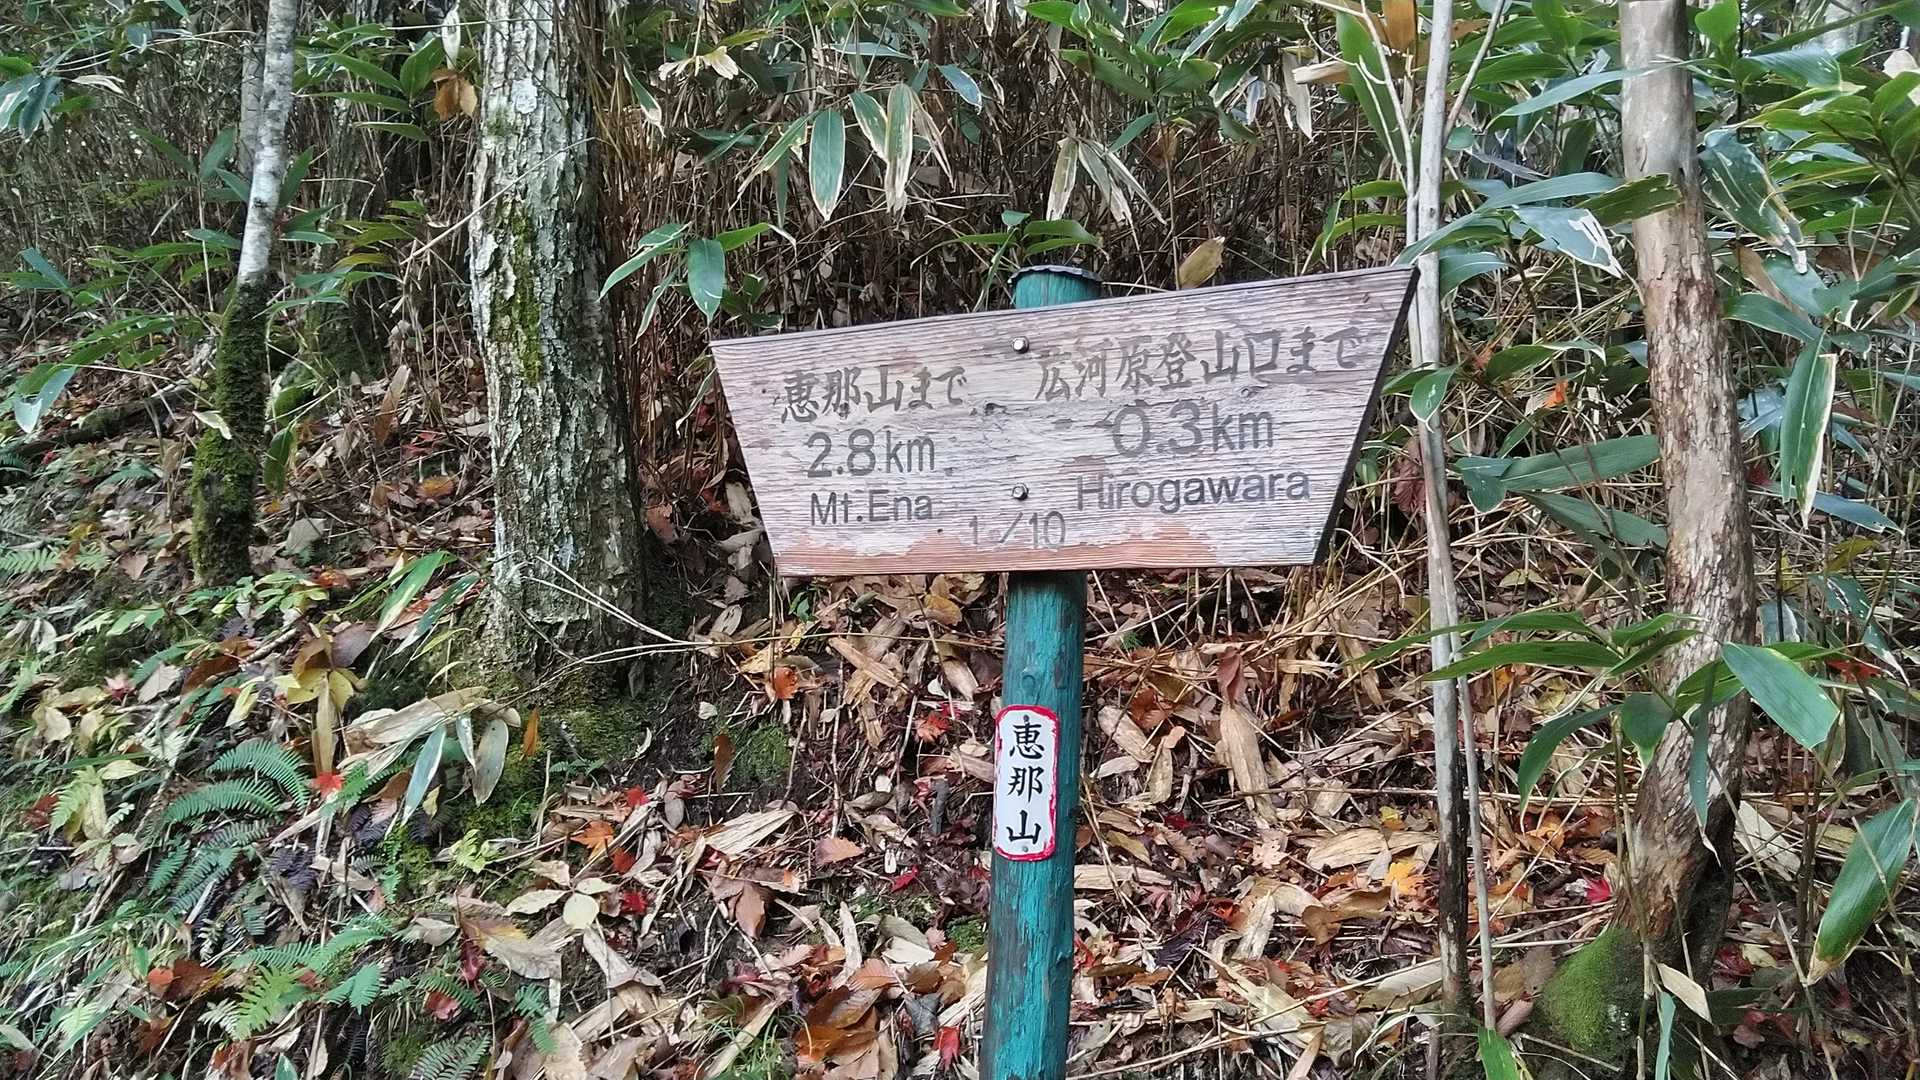 恵那山まで
2.8km
Mt.Ena
広河原登山口まで
0.3km
Hirogawara
1/10
恵那山